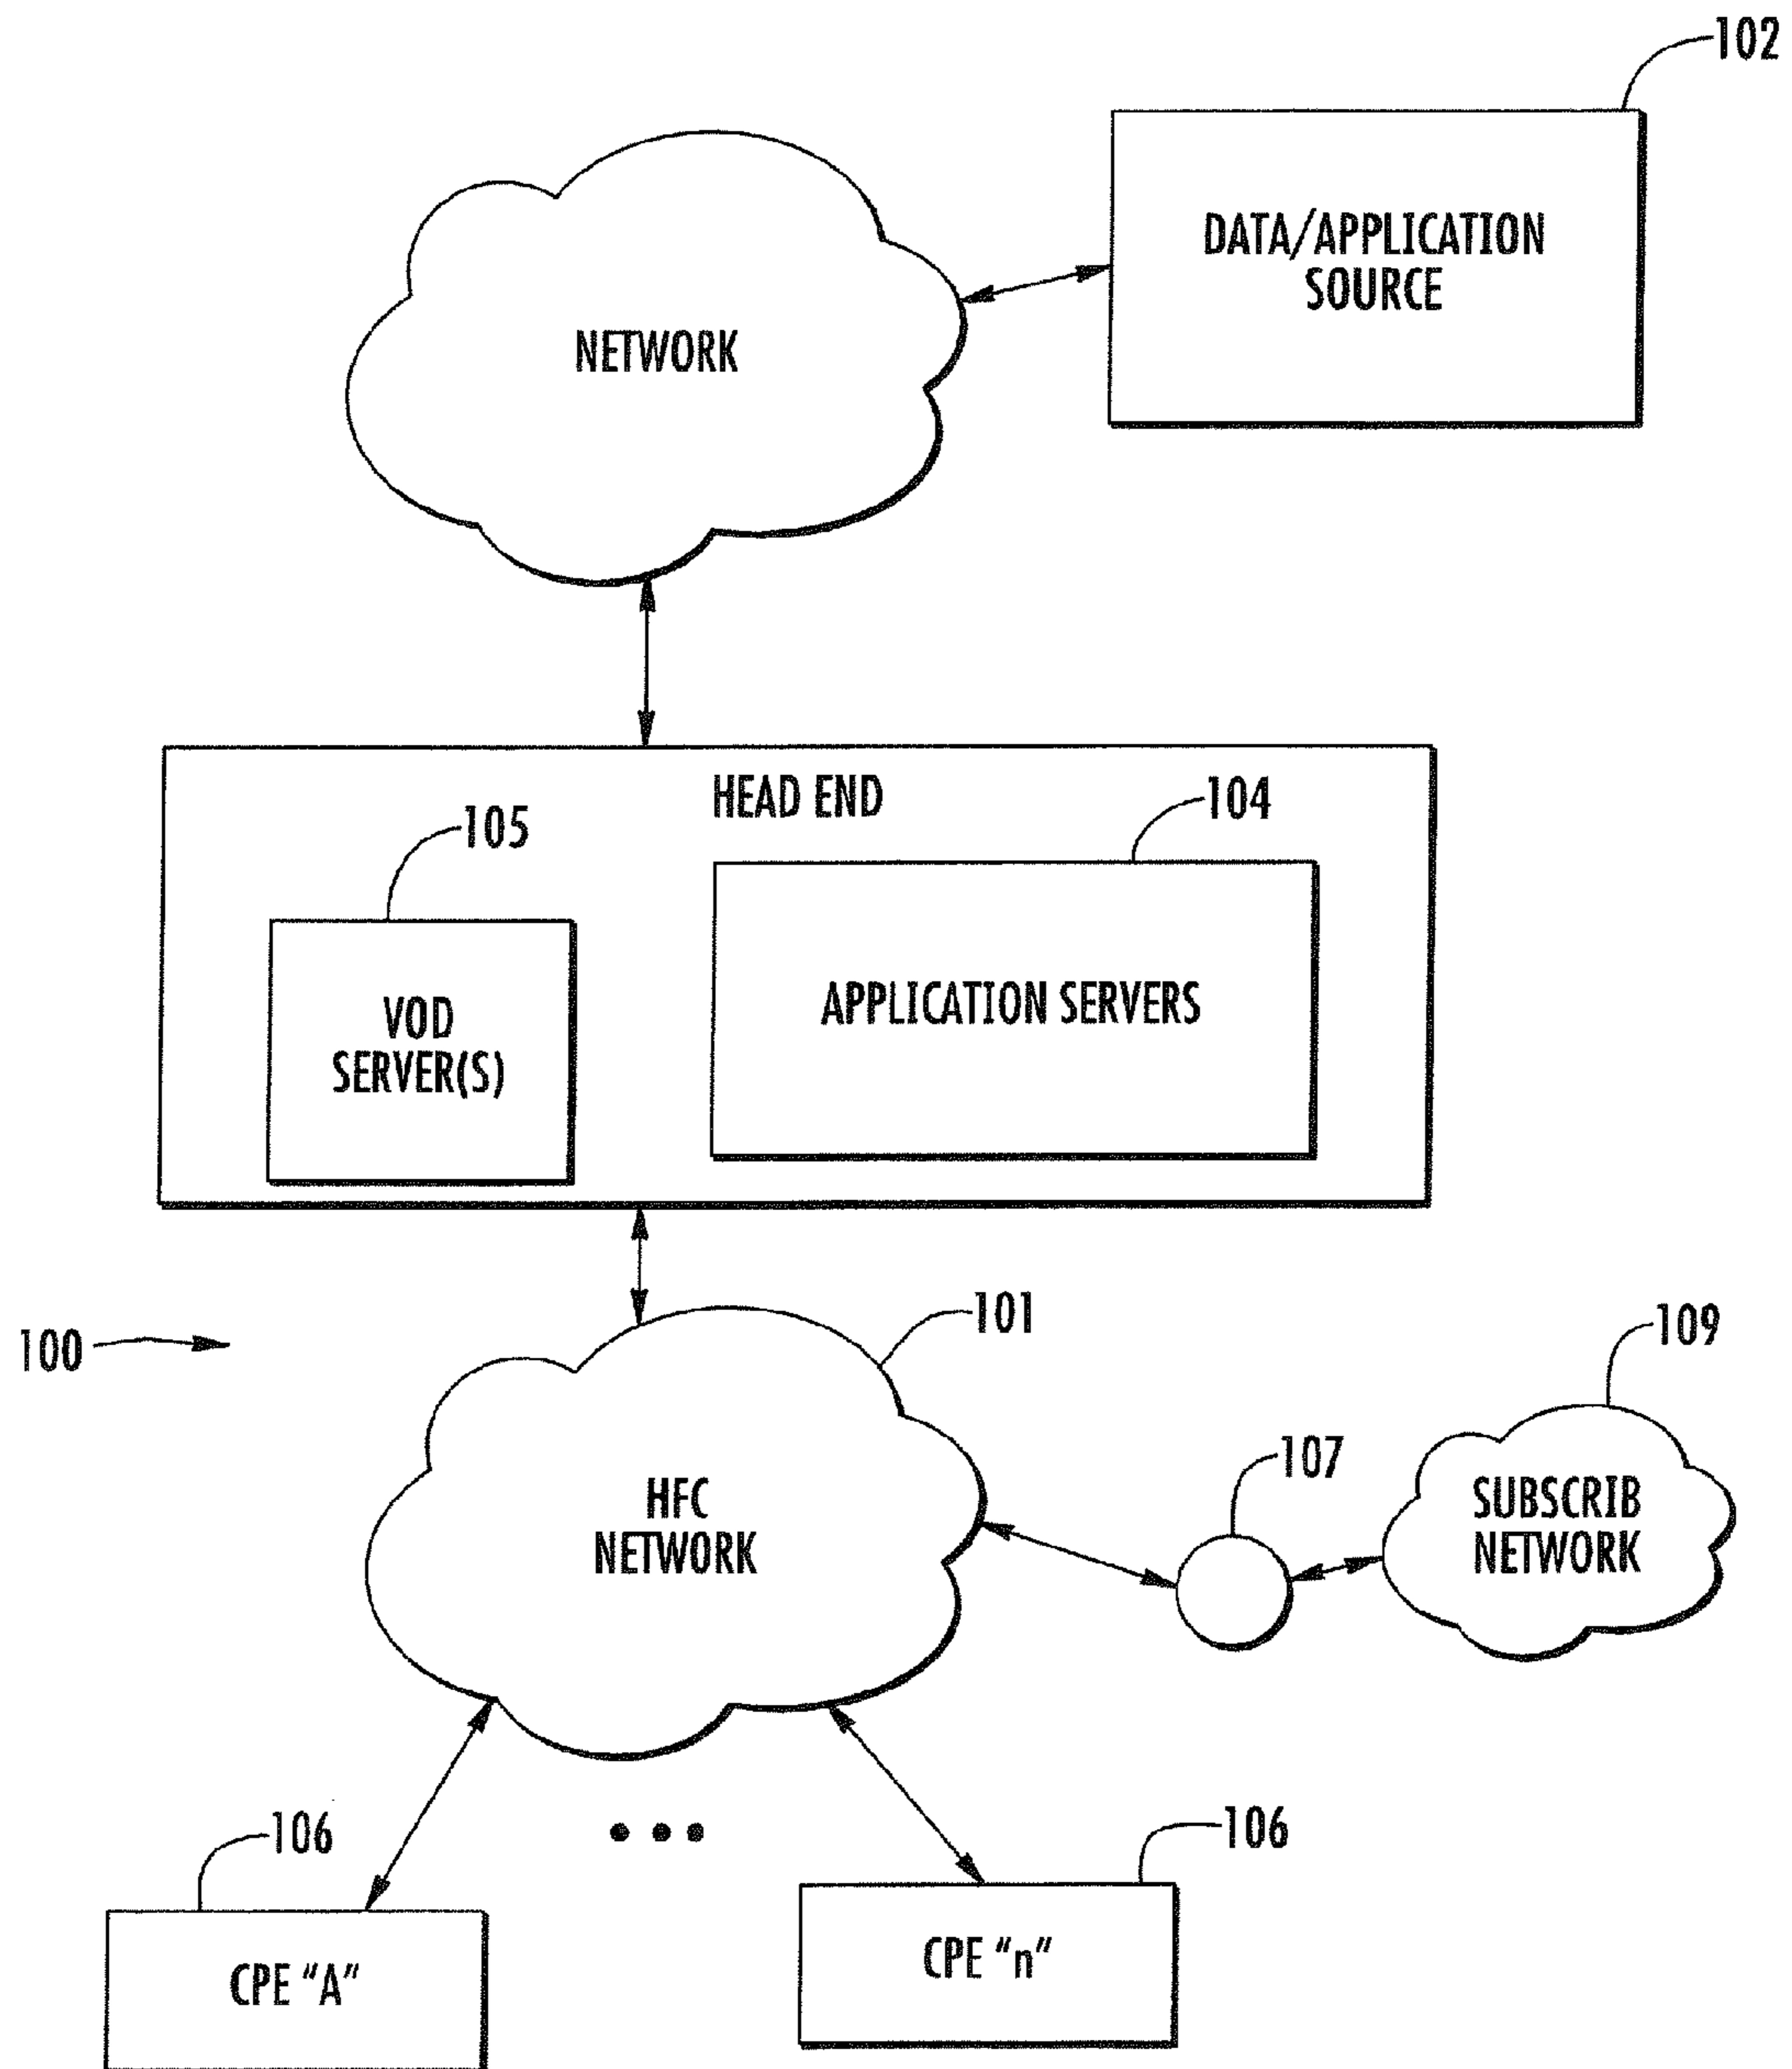 102
DATA/APPLICATION
SOURCE
NETWORK
HEAD END
105
104
VOD
SERVER(S)
APPLICATION SERVERS
100
101
109
107
HFC
NETWORK
SUBSCRIB
NETWORK
106
106
CPE "A"
CPE "n"